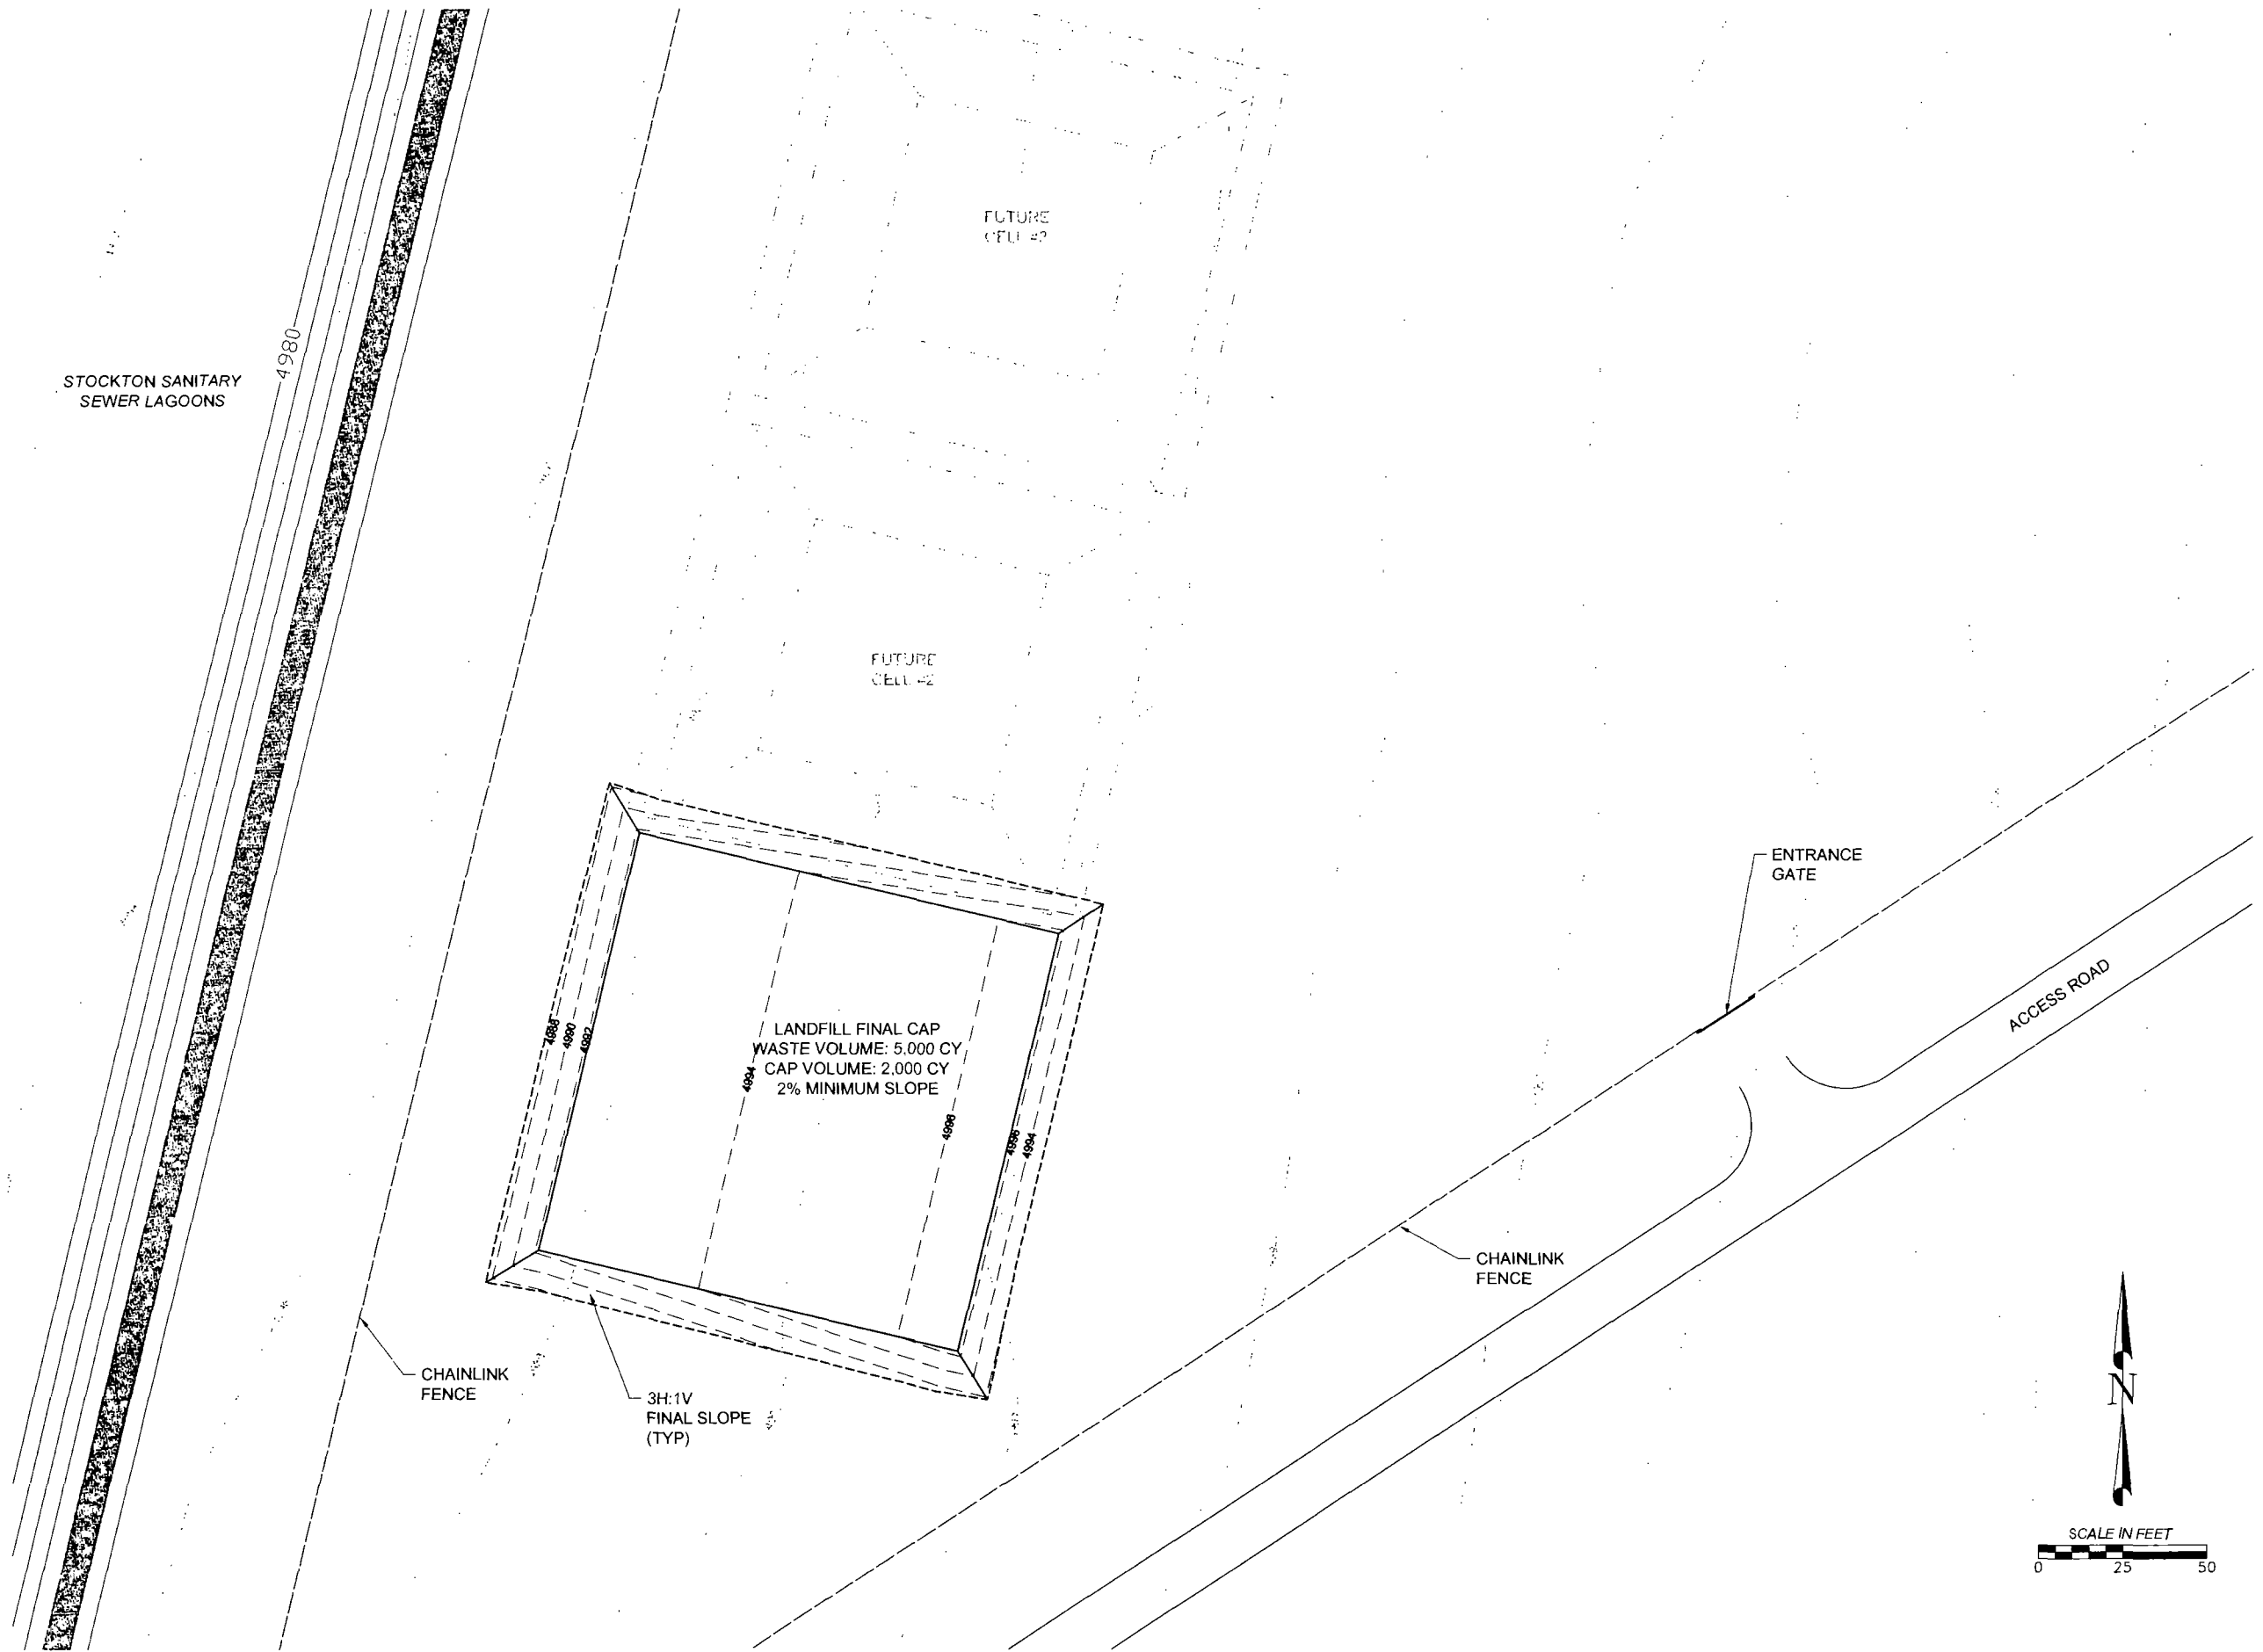 FUTURE
STOCKTON SANITARY
SEWER LAGOONS
4980
FUTURE
ENTRANCE
GATE
ACCESS ROAD
4988
4990
4992
LANDFILL FINAL CAP
WASTE VOLUME: 5,000 CY
CAP VOLUME: 2,000 CY
2% MINIMUM SLOPE
4994
4996
4996
4994
CHAINLINK
FENCE
CHAINLINK
FENCE
3H:1V
FINAL SLOPE
(TYP)
N
SCALE IN FEET
0 25 50